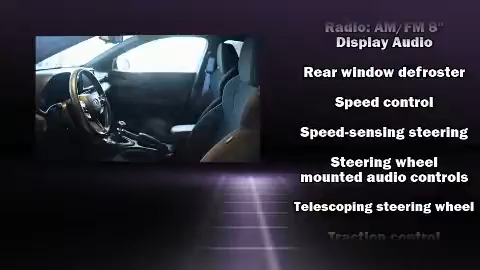 Radio: AM/FM 8"
Display Audio
Rear window defroster
Speed control
Speed-sensing steering
Steering wheel
mounted audio controls
Telescoping steering wheel
Traction control